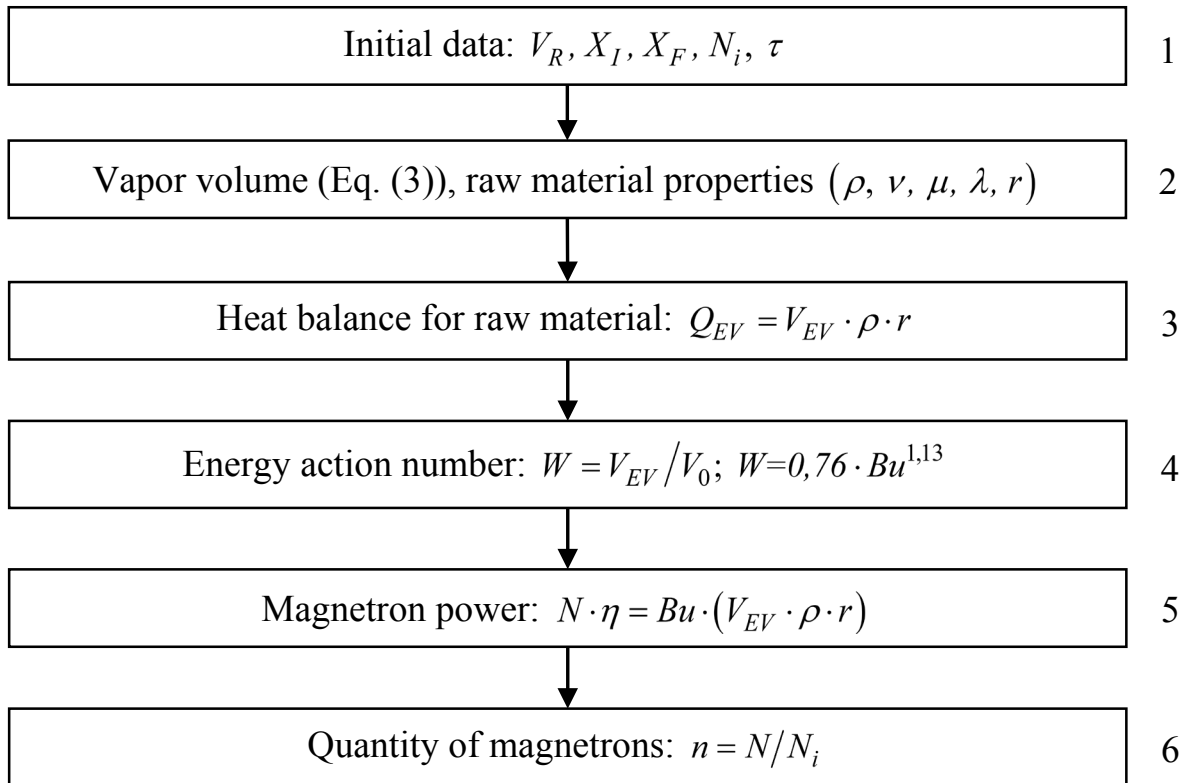 Initial data: V_R, X_I, X_F, N_i, τ 1
Vapor volume (Eq. (3)), raw material properties (ρ, ν, μ, λ, r) 2
Heat balance for raw material: Q_EV = V_EV · ρ · r 3
Energy action number: W = V_EV/V_0; W=0,76 · Bu^1,13 4
Magnetron power: N · η = Bu · (V_EV · ρ · r) 5
Quantity of magnetrons: n = N/N_i 6